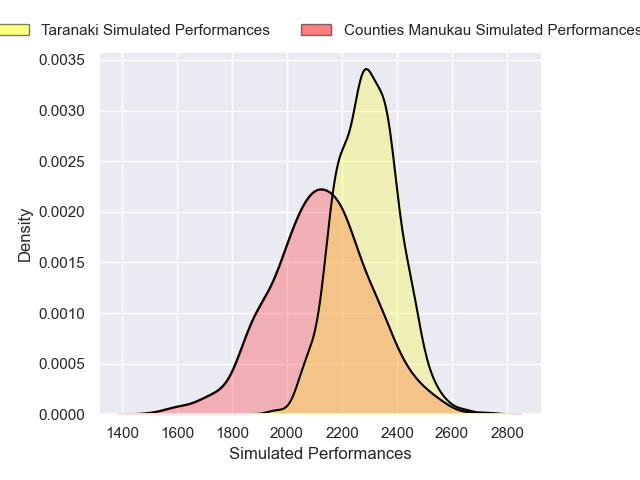 Taranaki Simulated Performances
Counties Manukau Simulated Performances
0.0035
0.0030
0.0025
0.0020
0.0015
0.0010
0.0005
0.0000
Density
1400 1600 1800 2000 2200 2400 2600 2800
Simulated Performances